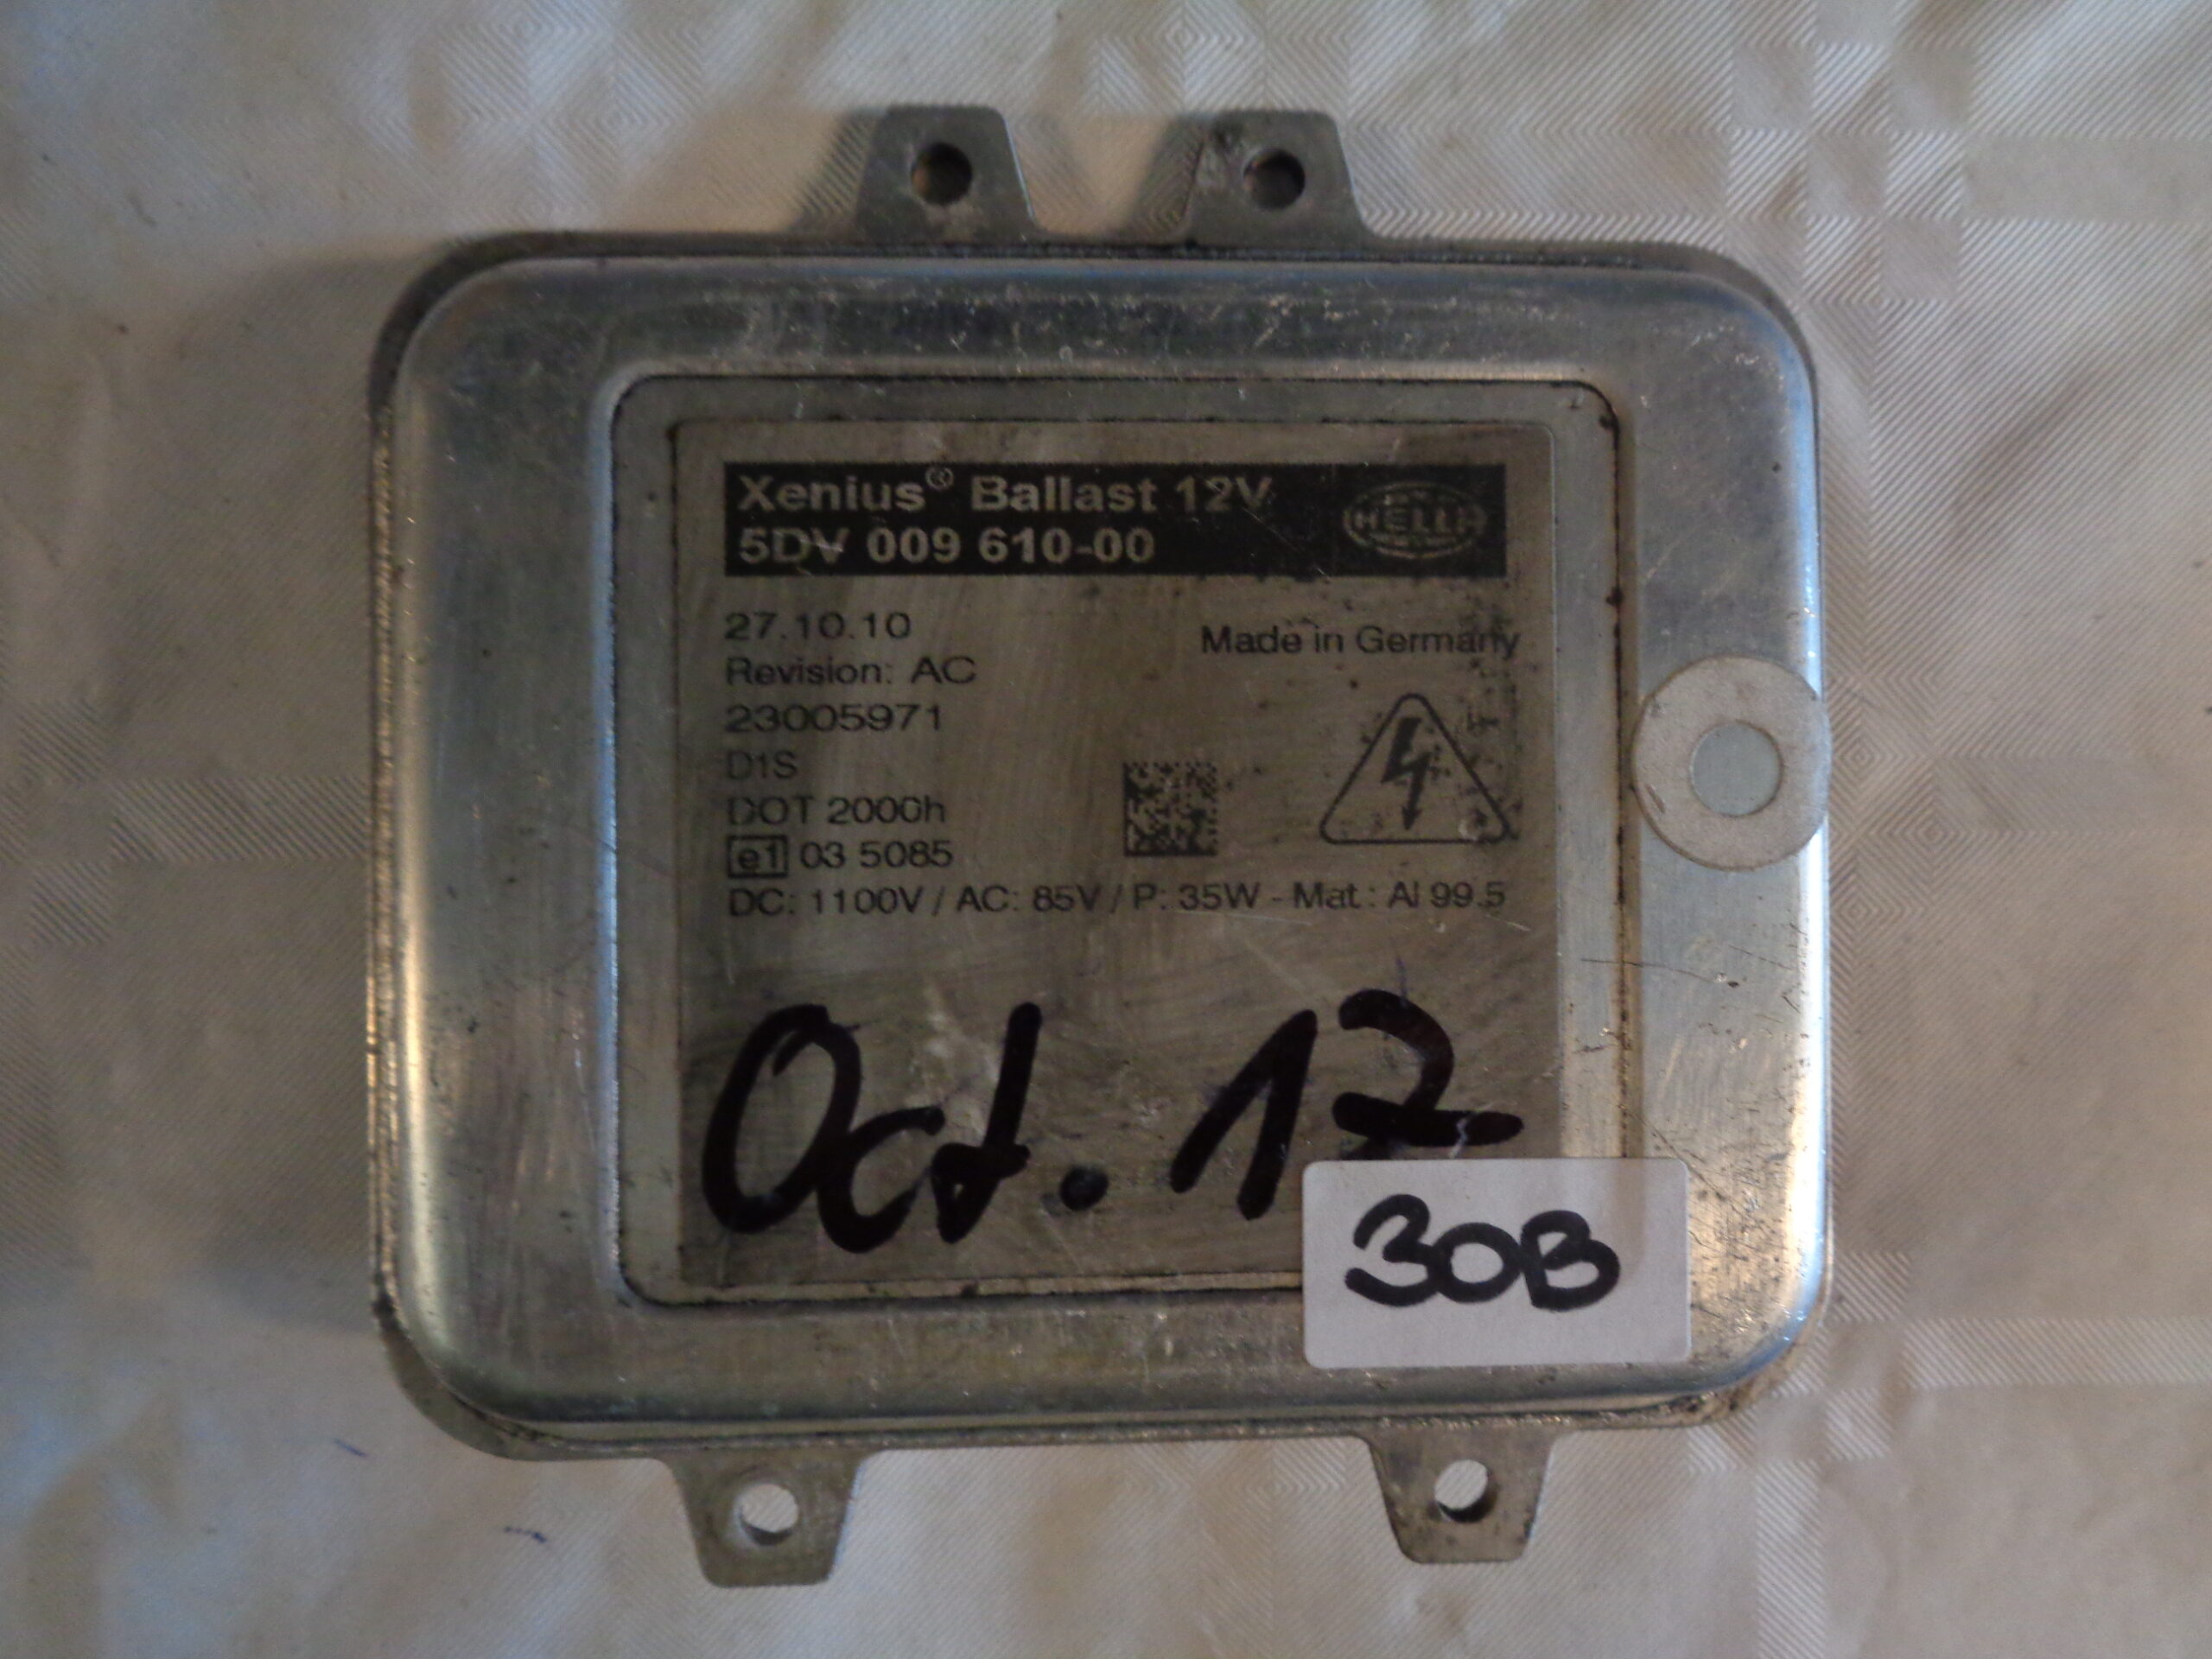 Xenius® Ballast 12V
5DV 009 610-00
HELLA
27.10.10
Made in Germany
Revision: AC
23005971
D1S
DOT 2000h
e1 03 5085
DC: 1100V / AC: 85V / P: 35W - Mat.: Al 99.5
Oct. 17
30B